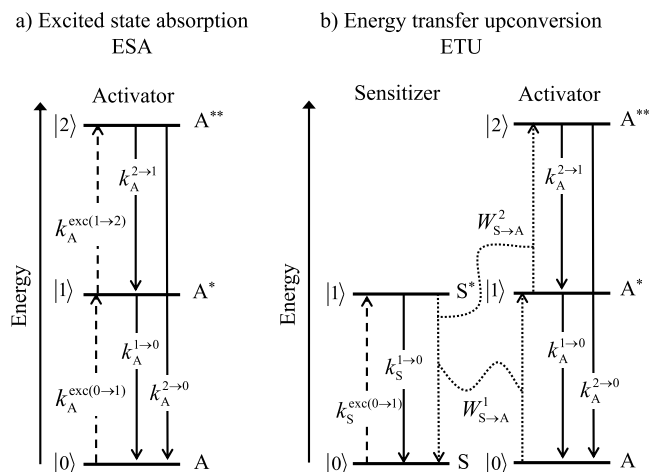 a) Excited state absorption
ESA
b) Energy transfer upconversion
ETU
Activator
Sensitizer
Activator
Energy
|2⟩
A**
k_A^{2→1}
k_A^{exc(1→2)}
|1⟩
A*
k_A^{1→0}
k_A^{2→0}
k_A^{exc(0→1)}
|0⟩
A
Energy
|2⟩
A**
k_A^{2→1}
W_{S→A}^{2}
|1⟩
S*
|1⟩
A*
k_S^{1→0}
k_A^{1→0}
k_A^{2→0}
k_S^{exc(0→1)}
W_{S→A}^{1}
|0⟩
S
|0⟩
A